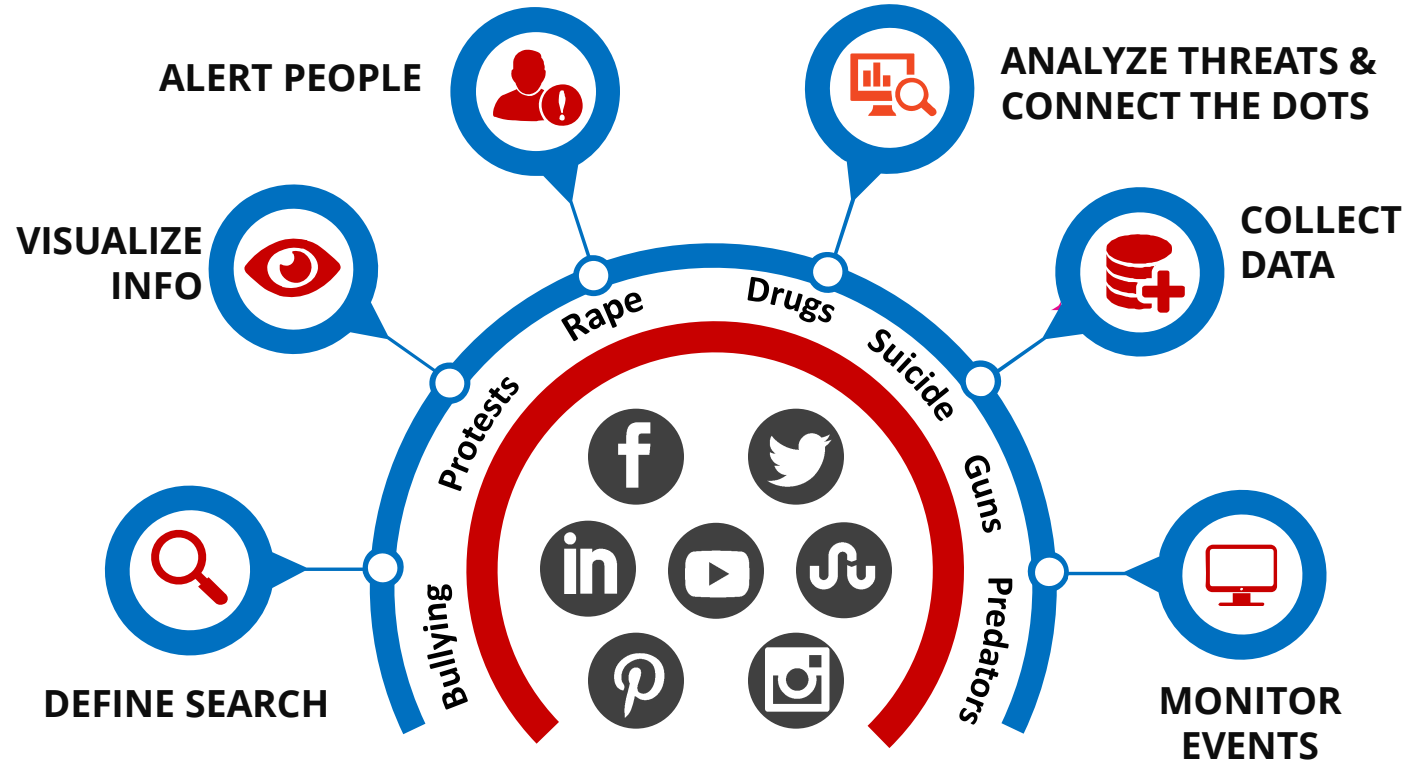 ALERT PEOPLE
ANALYZE THREATS &
CONNECT THE DOTS
VISUALIZE
INFO
COLLECT
DATA
DEFINE SEARCH
MONITOR
EVENTS
Bullying
Protests
Rape
Drugs
Suicide
Guns
Predators
f
in